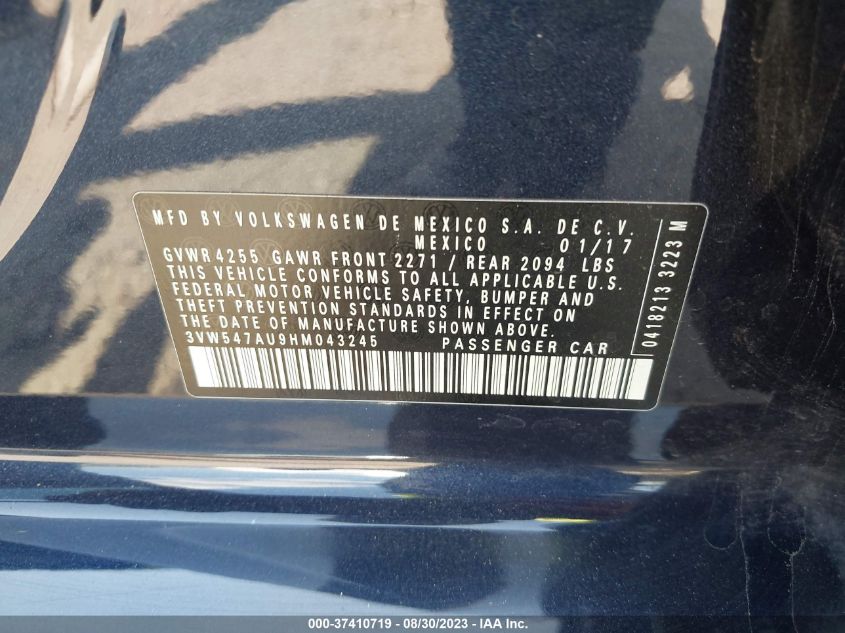 MFD BY VOLKSWAGEN DE MEXICO S.A. DE C.V.
MEXICO 01/17
GVWR 4255 GAWR FRONT 2271 / REAR 2094 LBS
THIS VEHICLE CONFORMS TO ALL APPLICABLE U.S.
FEDERAL MOTOR VEHICLE SAFETY, BUMPER AND
THEFT PREVENTION STANDARDS IN EFFECT ON
THE DATE OF MANUFACTURE SHOWN ABOVE.
3VW547AU9HM043245 PASSENGER CAR
0418213 3223 M
000-37410719 - 08/30/2023 - IAA Inc.